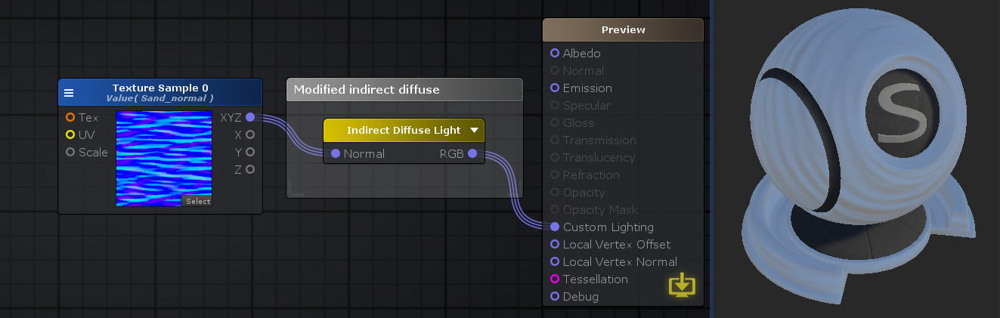 Texture Sample 0
Value( Sand_normal )
Tex
UV
Scale
XYZ
X
Y
Z
Select
Modified indirect diffuse
Indirect Diffuse Light
Normal
RGB
Preview
Albedo
Normal
Emission
Specular
Gloss
Transmission
Translucency
Refraction
Opacity
Opacity Mask
Custom Lighting
Local Vertex Offset
Local Vertex Normal
Tessellation
Debug
S